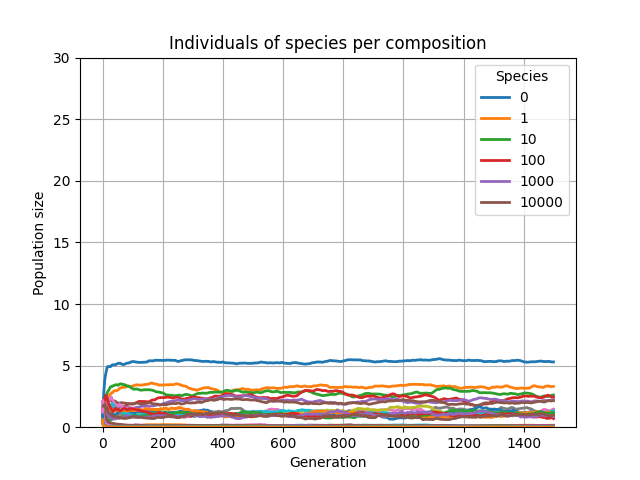 Individuals of species per composition
Population size
30
25
20
15
10
5
0
0 200 400 600 800 1000 1200 1400
Generation
Species
0
1
10
100
1000
10000